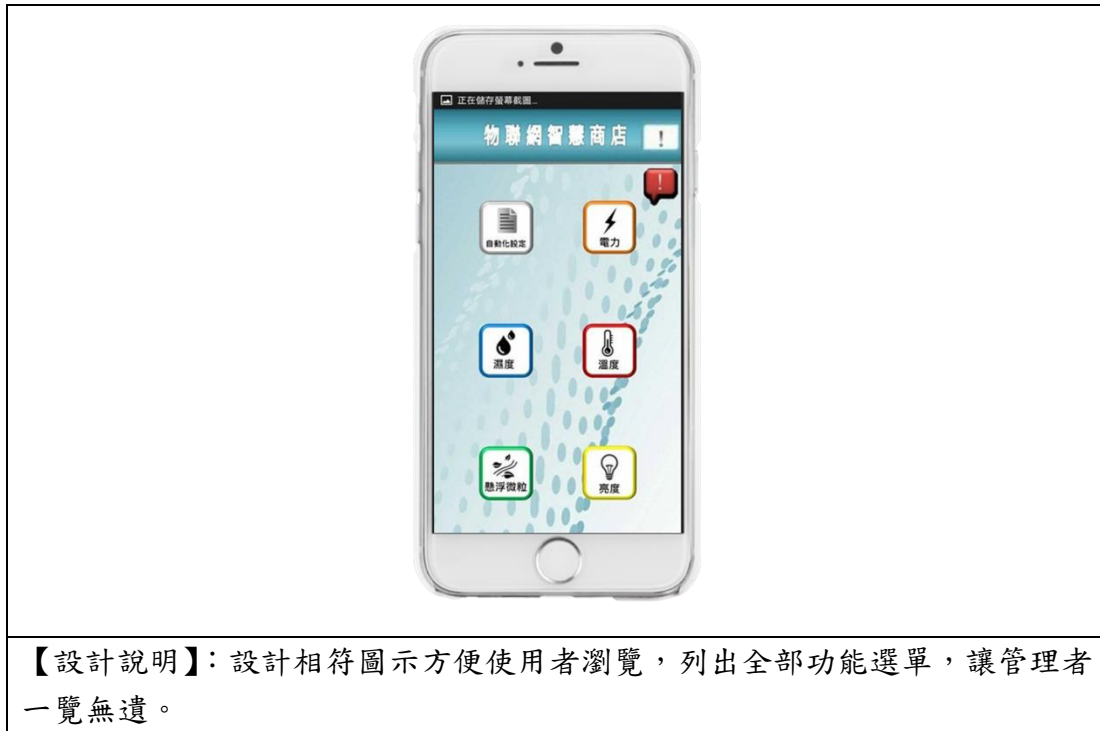 正在儲存螢幕截圖...
物聯網智慧商店 !
!
自動化設定 電力
濕度 溫度
懸浮微粒 亮度
【設計說明】：設計相符圖示方便使用者瀏覽，列出全部功能選單，讓管理者
一覽無遺。